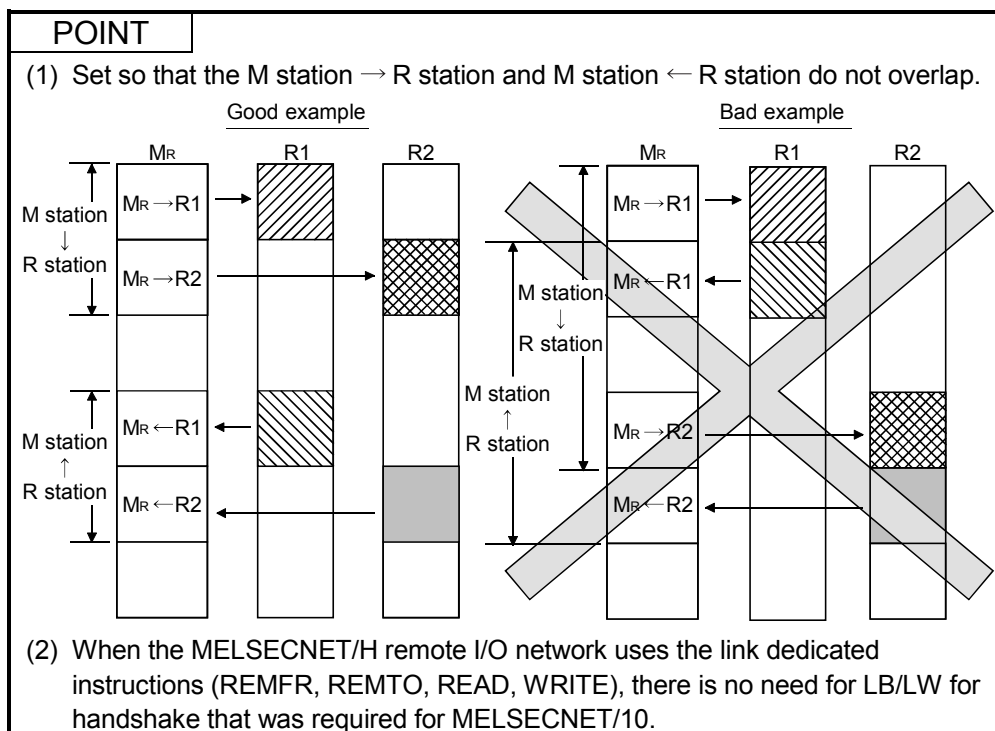 POINT
(1) Set so that the M station → R station and M station ← R station do not overlap.
Good example
MR R1 R2
M station
↓
R station
MR→R1
MR→R2
M station
↑
R station
MR←R1
MR←R2
Bad example
MR R1 R2
MR→R1
MR←R1
M station
↓
R station
M station
↑
R station
MR→R2
MR←R2
(2) When the MELSECNET/H remote I/O network uses the link dedicated
instructions (REMFR, REMTO, READ, WRITE), there is no need for LB/LW for
handshake that was required for MELSECNET/10.